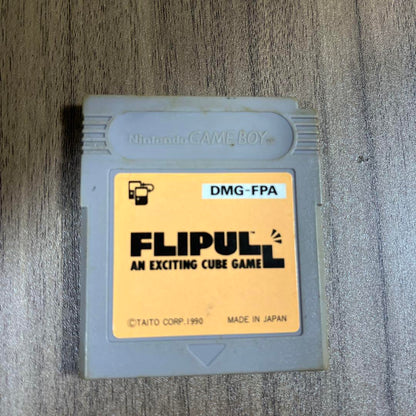 Nintendo GAME BOY
DMG-FPA
FLIPULL
AN EXCITING CUBE GAME
©TAITO CORP.1990 MADE IN JAPAN